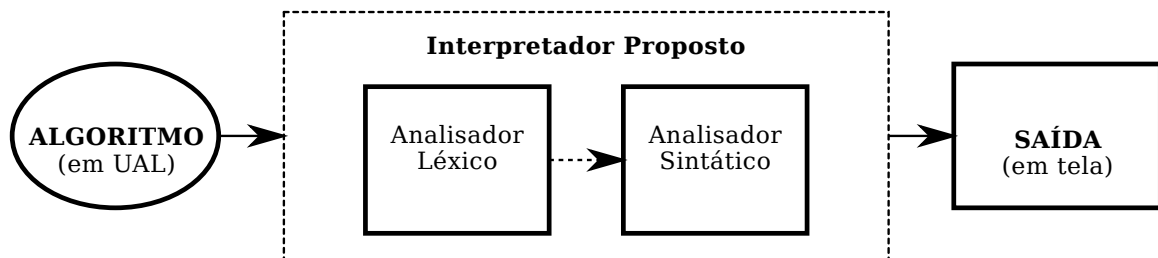 Interpretador Proposto
ALGORITMO
(em UAL)
Analisador
Léxico
Analisador
Sintático
SAÍDA
(em tela)